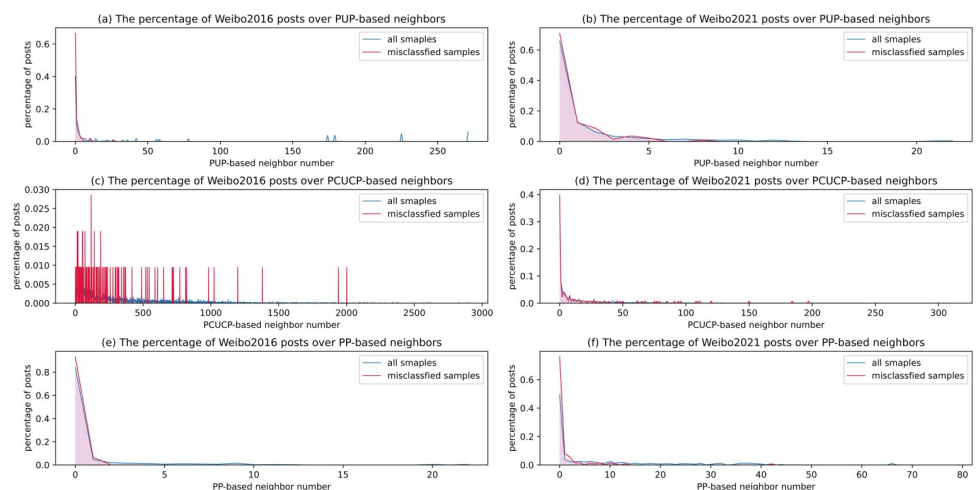 (a) The percentage of Weibo2016 posts over PUP-based neighbors
percentage of posts
0.6
0.4
0.2
0.0
all smaples
misclassfied samples
0 50 100 150 200 250
PUP-based neighbor number
(b) The percentage of Weibo2021 posts over PUP-based neighbors
percentage of posts
0.6
0.4
0.2
0.0
all smaples
misclassfied samples
0 5 10 15 20
PUP-based neighbor number
(c) The percentage of Weibo2016 posts over PCUCP-based neighbors
percentage of posts
0.030
0.025
0.020
0.015
0.010
0.005
0.000
all smaples
misclassfied samples
0 500 1000 1500 2000 2500 3000
PCUCP-based neighbor number
(d) The percentage of Weibo2021 posts over PCUCP-based neighbors
percentage of posts
0.4
0.3
0.2
0.1
0.0
all smaples
misclassfied samples
0 50 100 150 200 250 300
PCUCP-based neighbor number
(e) The percentage of Weibo2016 posts over PP-based neighbors
percentage of posts
0.8
0.6
0.4
0.2
0.0
all smaples
misclassfied samples
0 5 10 15 20
PP-based neighbor number
(f) The percentage of Weibo2021 posts over PP-based neighbors
percentage of posts
0.6
0.4
0.2
0.0
all smaples
misclassfied samples
0 10 20 30 40 50 60 70 80
PP-based neighbor number